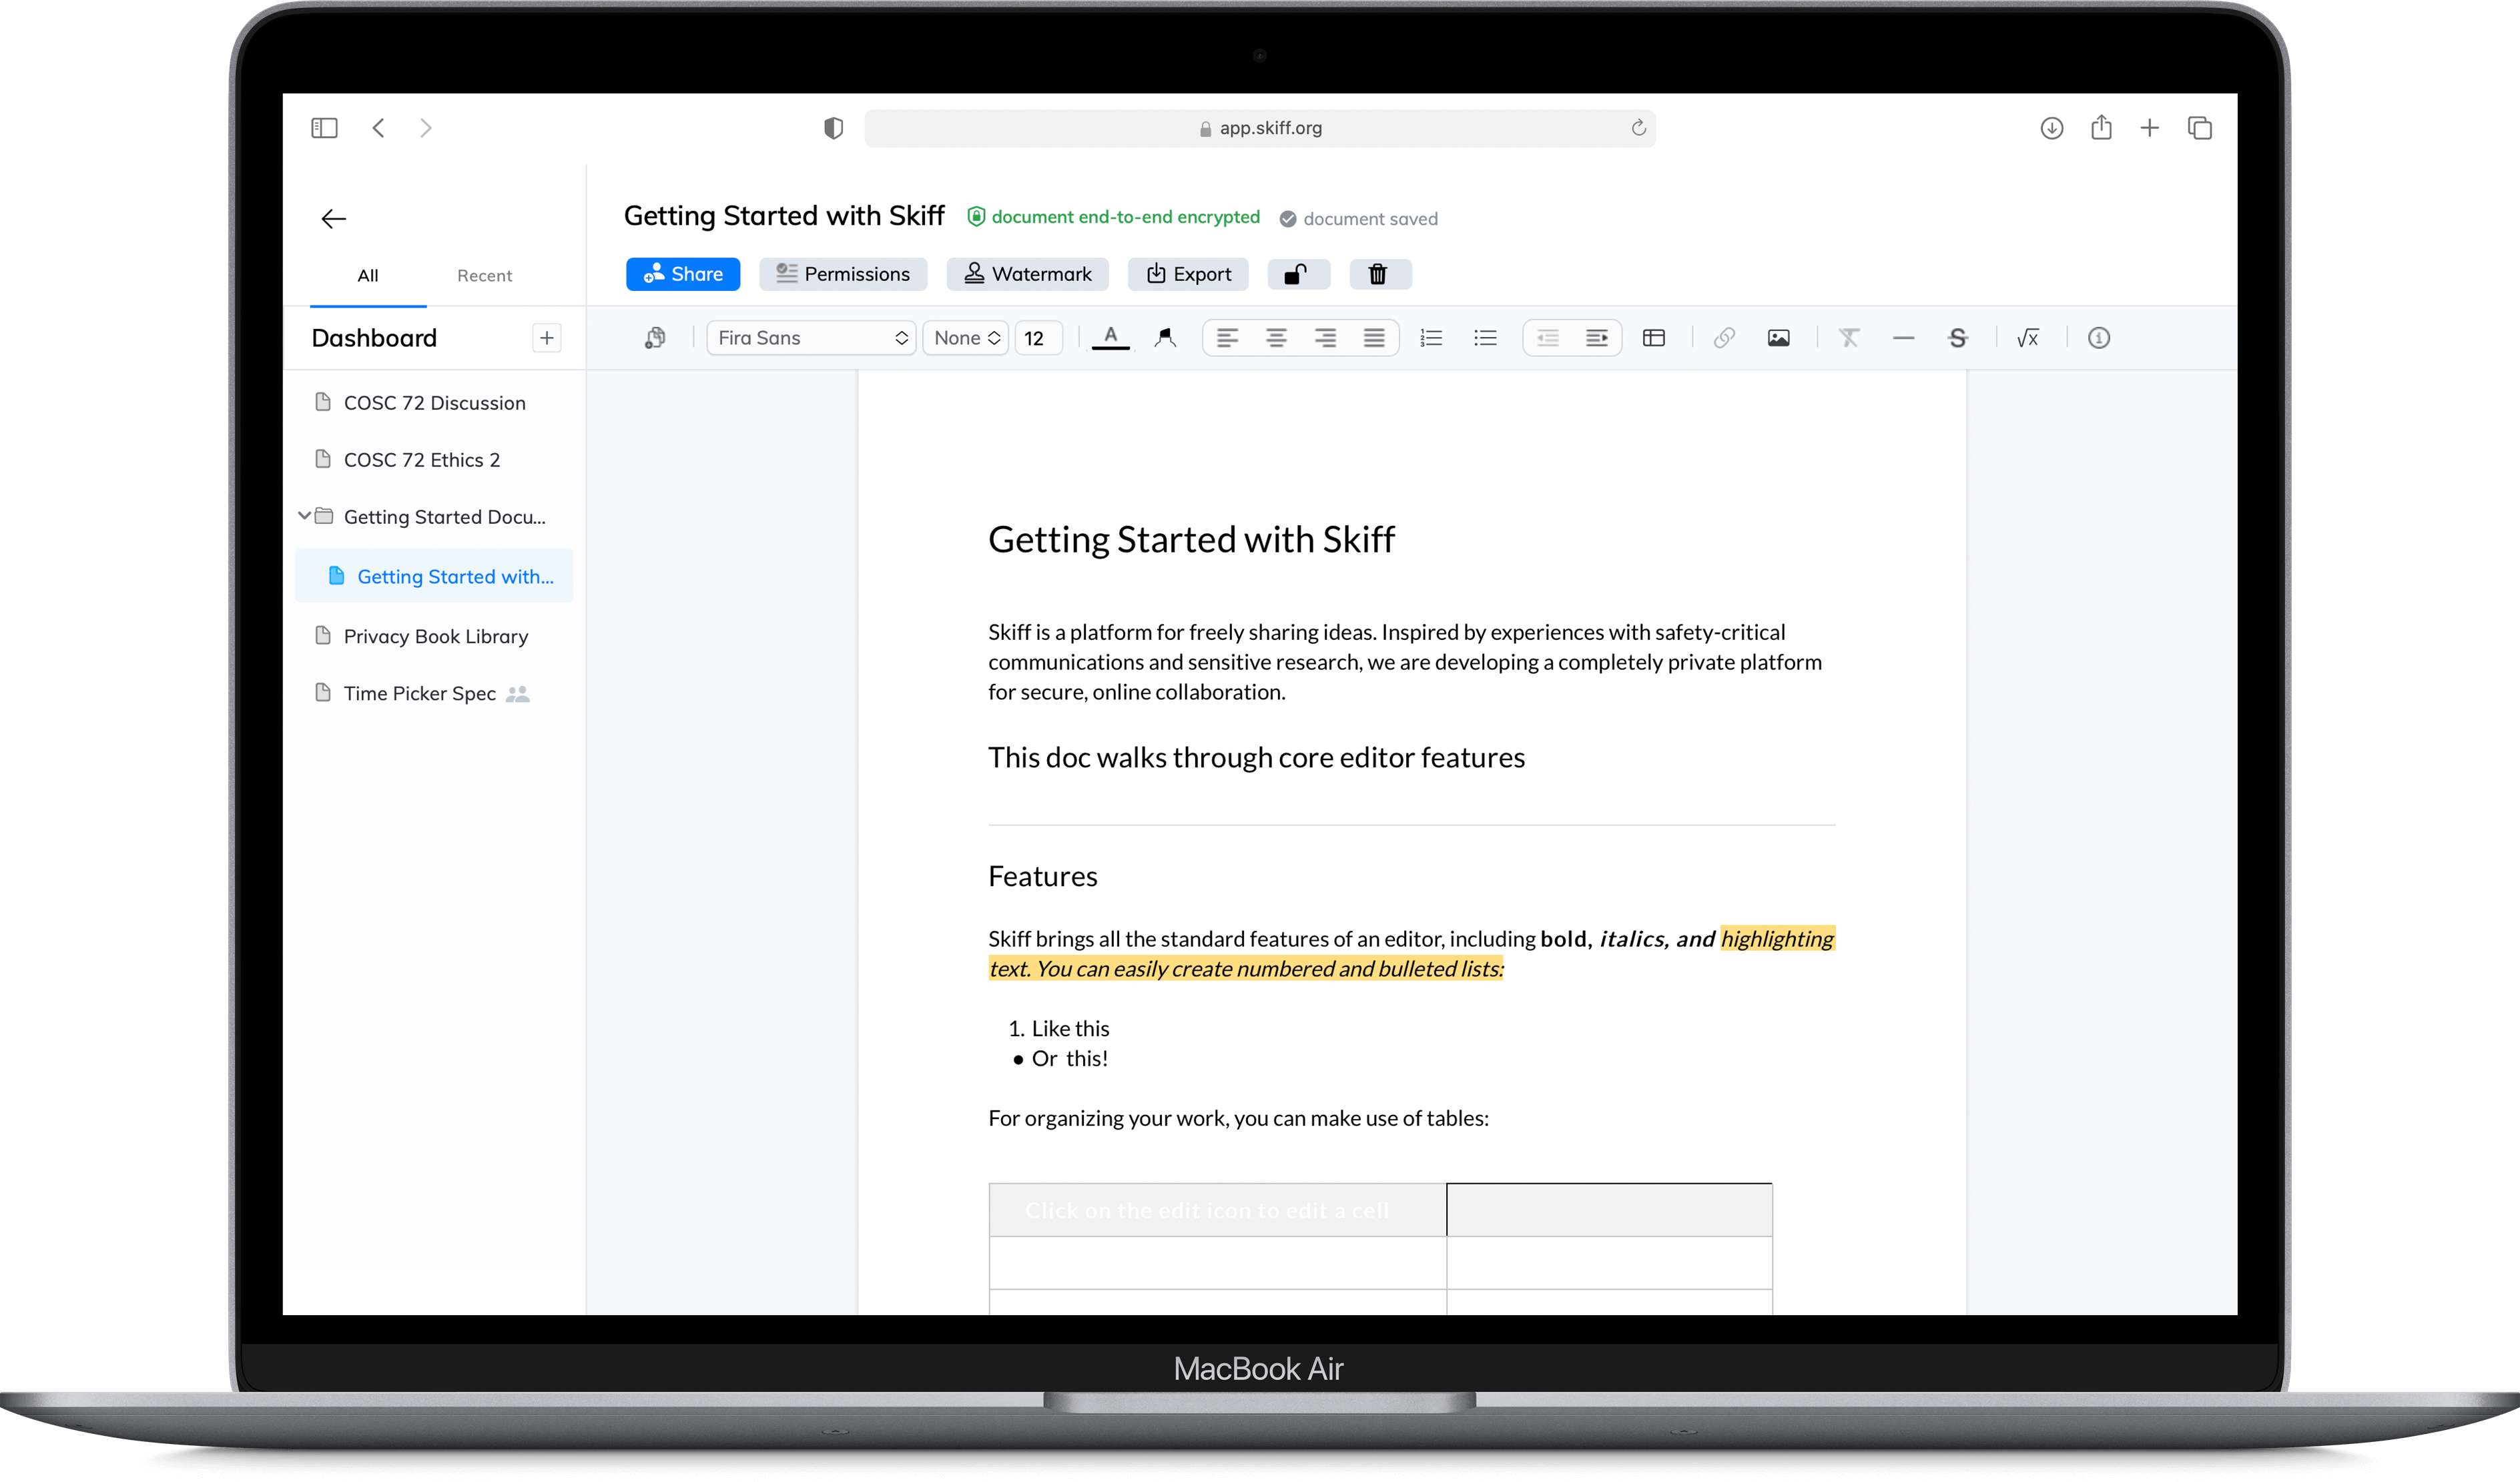 app.skiff.org
Getting Started with Skiff document end-to-end encrypted document saved
All Recent
Share Permissions Watermark Export
Dashboard
Fira Sans None 12 A S √x
COSC 72 Discussion
COSC 72 Ethics 2
Getting Started Docu...
Getting Started with...
Privacy Book Library
Time Picker Spec
Getting Started with Skiff
Skiff is a platform for freely sharing ideas. Inspired by experiences with safety-critical
communications and sensitive research, we are developing a completely private platform
for secure, online collaboration.
This doc walks through core editor features
Features
Skiff brings all the standard features of an editor, including bold, italics, and highlighting
text. You can easily create numbered and bulleted lists:
1. Like this
● Or this!
For organizing your work, you can make use of tables:
Click on the edit icon to edit a cell
MacBook Air